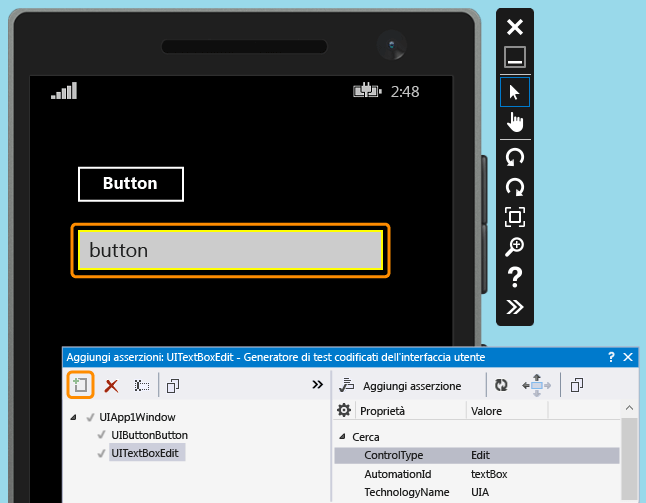 2:48
Button
button
?
Aggiungi asserzioni: UITextBoxEdit - Generatore di test codificati dell'interfaccia utente ?
Aggiungi asserzione
UIApp1Window
UIButtonButton
UITextBoxEdit
Proprietà Valore
Cerca
ControlType Edit
AutomationId textBox
TechnologyName UIA